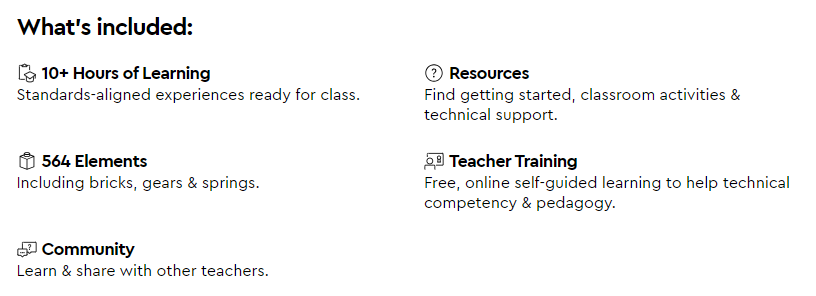 What's included:
10+ Hours of Learning
Standards-aligned experiences ready for class.
Resources
Find getting started, classroom activities &
technical support.
564 Elements
Including bricks, gears & springs.
Teacher Training
Free, online self-guided learning to help technical
competency & pedagogy.
Community
Learn & share with other teachers.